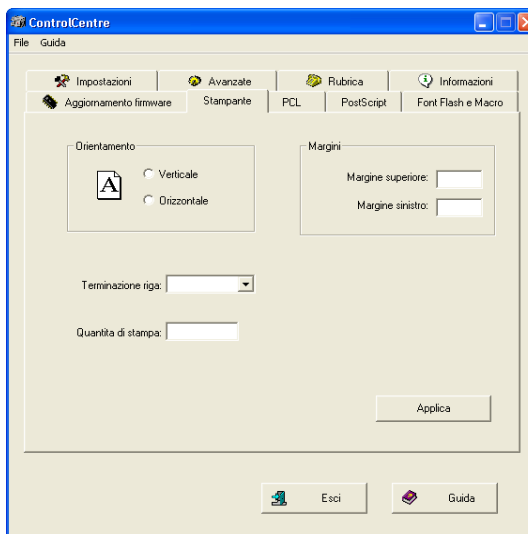 ControlCentre
File Guida
Impostazioni Avanzate Rubrica Informazioni
Aggiornamento firmware Stampante PCL PostScript Font Flash e Macro
Orientamento
A
Verticale
Orizzontale
Margini
Margine superiore:
Margine sinistro:
Terminazione riga:
Quantita di stampa:
Applica
Esci Guida